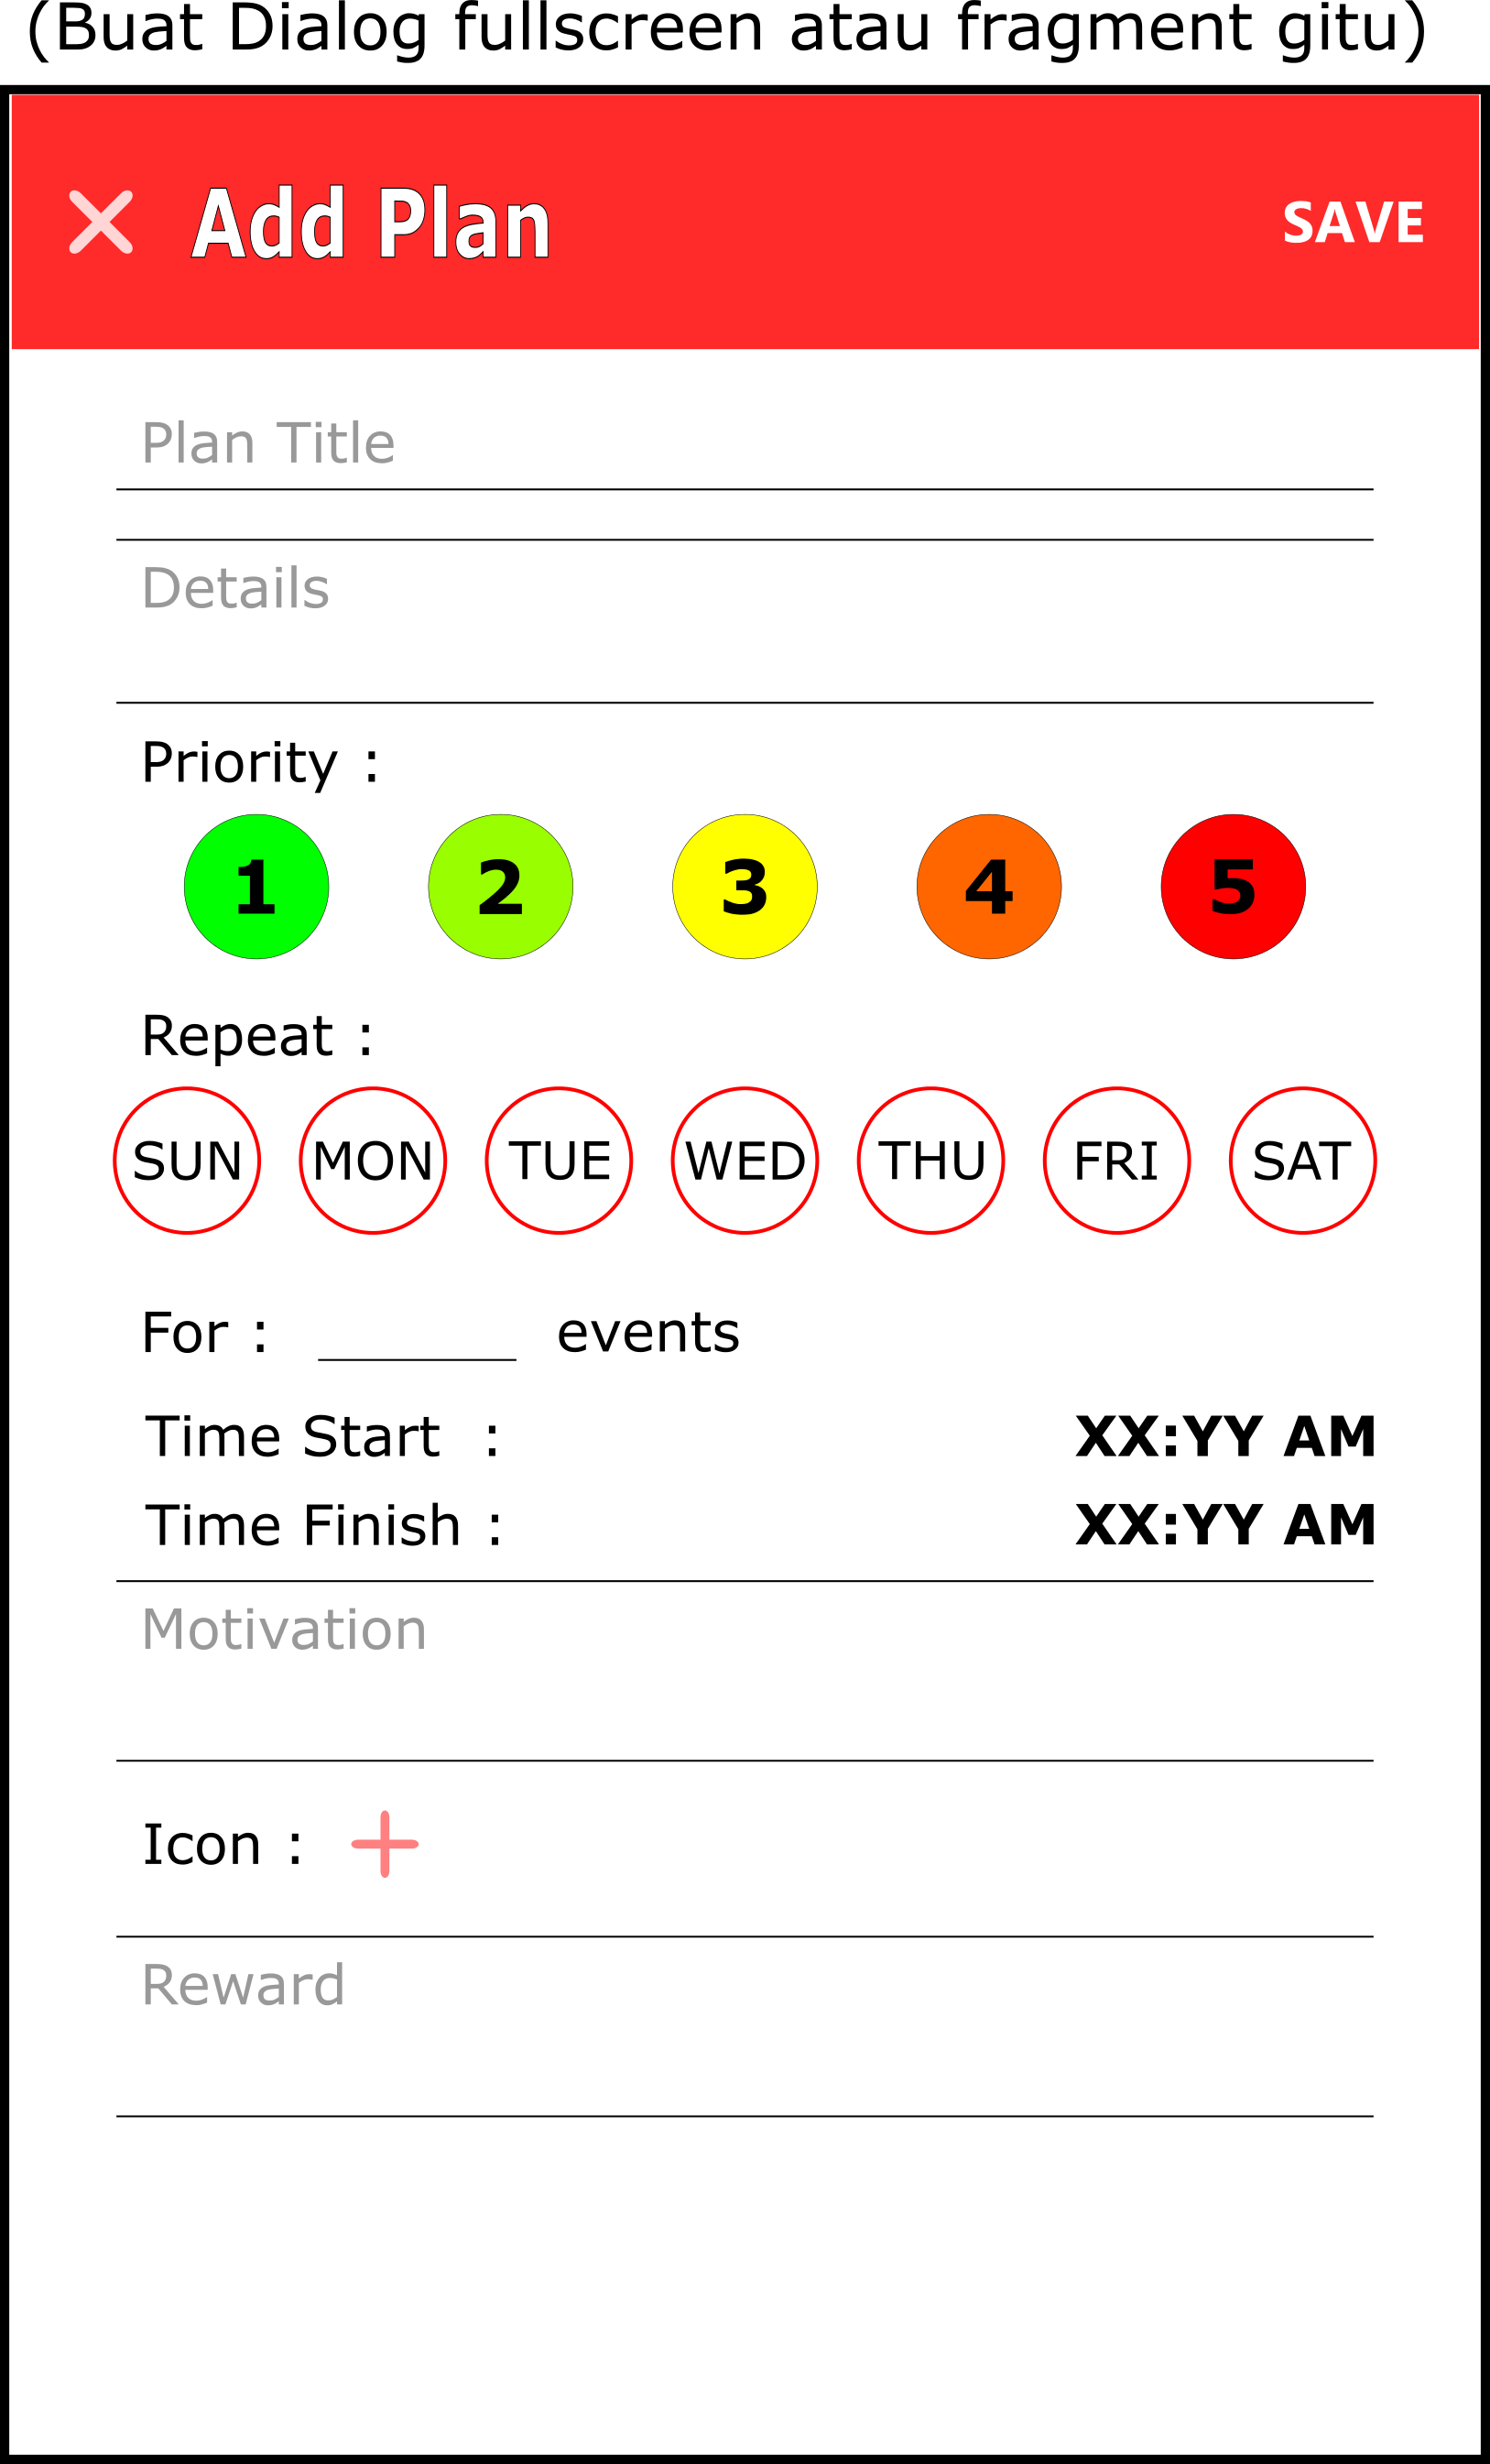 (Buat Dialog fullscreen atau fragment gitu)
Add Plan
SAVE
Plan Title
Details
Priority :
1 2 3 4 5
Repeat :
SUN MON TUE WED THU FRI SAT
For : ________ events
Time Start : XX:YY AM
Time Finish : XX:YY AM
Motivation
Icon : +
Reward